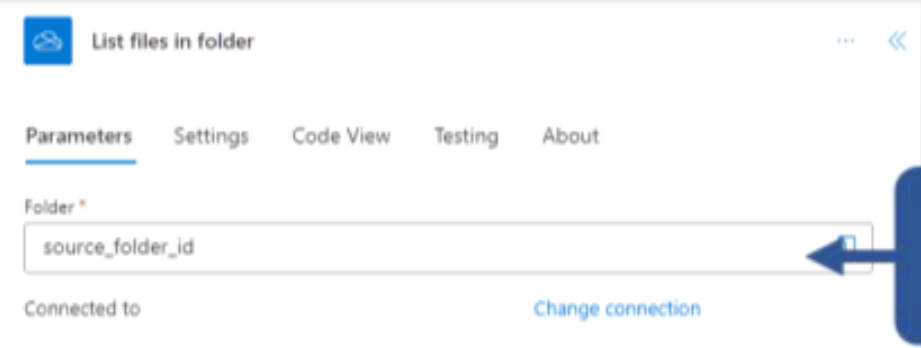 List files in folder
Parameters Settings Code View Testing About
Folder *
source_folder_id
Connected to Change connection